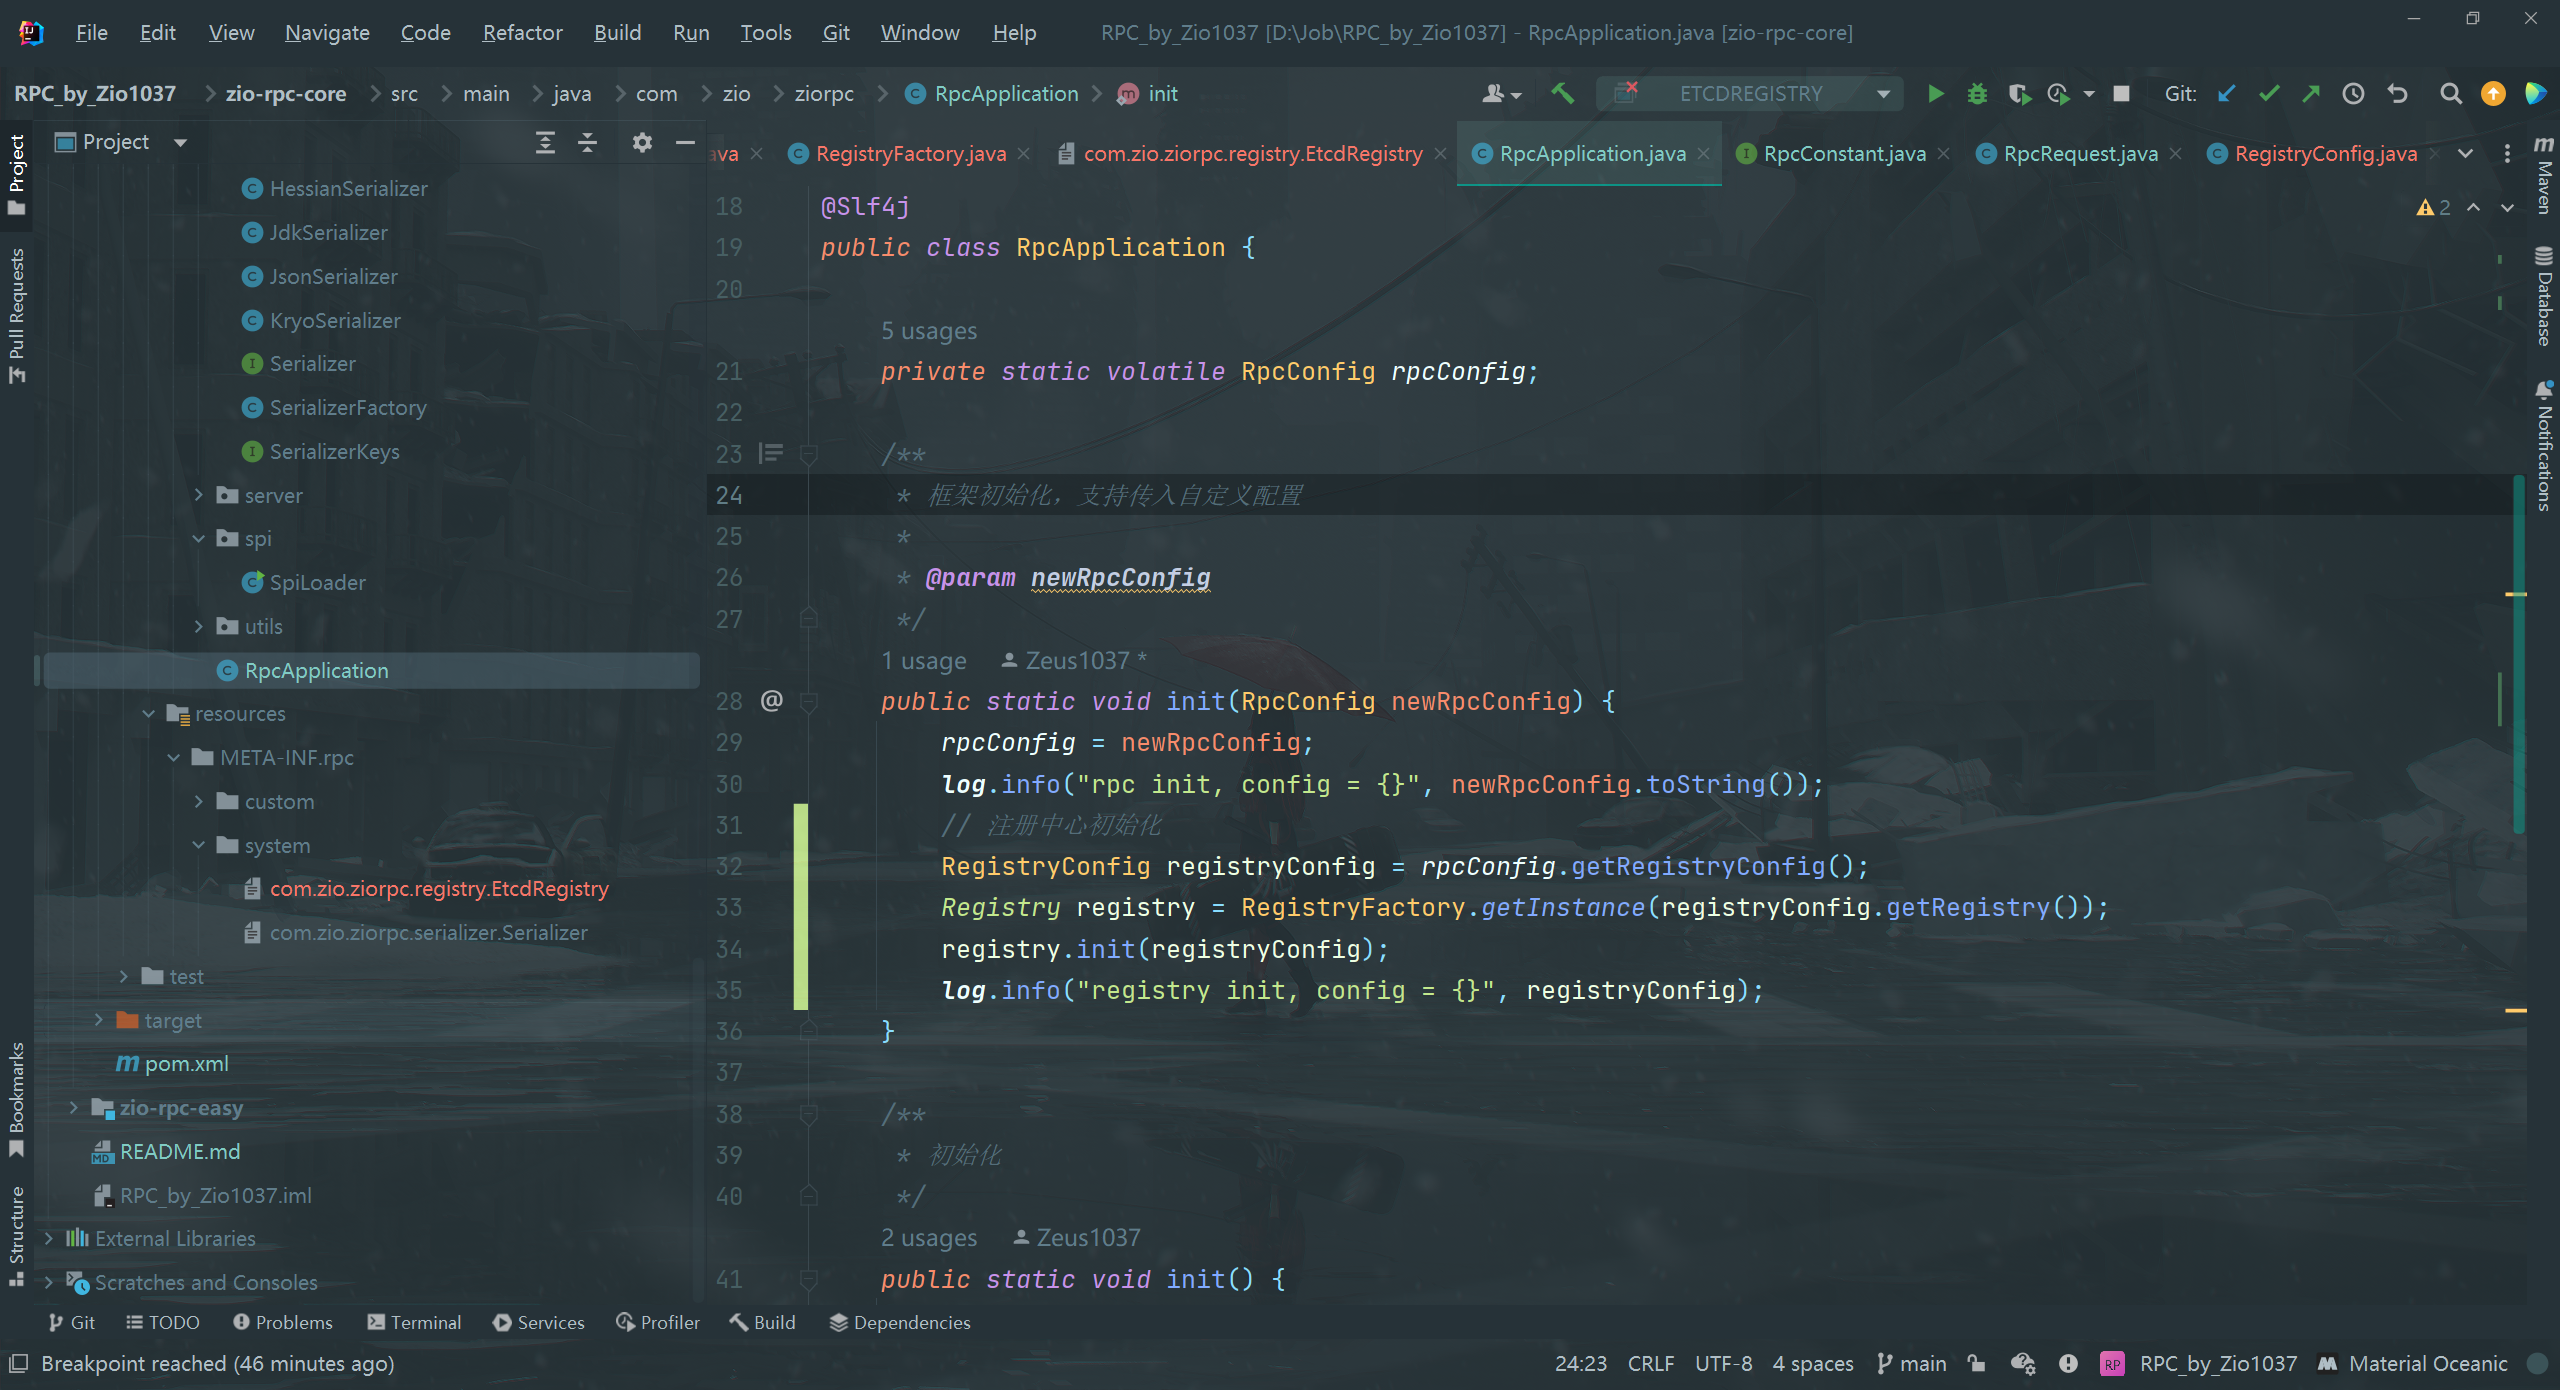 File Edit View Navigate Code Refactor Build Run Tools Git Window Help RPC_by_Zio1037 [D:\Job\RPC_by_Zio1037] - RpcApplication.java [zio-rpc-core]
RPC_by_Zio1037 zio-rpc-core src main java com zio ziorpc RpcApplication init ETCDREGISTRY Git:
Project
ava RegistryFactory.java com.zio.ziorpc.registry.EtcdRegistry RpcApplication.java RpcConstant.java RpcRequest.java RegistryConfig.java
Project
Pull Requests
Bookmarks
Structure
HessianSerializer
JdkSerializer
JsonSerializer
KryoSerializer
Serializer
SerializerFactory
SerializerKeys
server
spi
SpiLoader
utils
RpcApplication
resources
META-INF.rpc
custom
system
com.zio.ziorpc.registry.EtcdRegistry
com.zio.ziorpc.serializer.Serializer
test
target
pom.xml
zio-rpc-easy
README.md
RPC_by_Zio1037.iml
External Libraries
Scratches and Consoles
2
18 @Slf4j
19 public class RpcApplication {
20
5 usages
21 private static volatile RpcConfig rpcConfig;
22
23 /**
24 * 框架初始化，支持传入自定义配置
25 *
26 * @param newRpcConfig
27 */
1 usage Zeus1037 *
28 @ public static void init(RpcConfig newRpcConfig) {
29 rpcConfig = newRpcConfig;
30 log.info("rpc init, config = {}", newRpcConfig.toString());
31 // 注册中心初始化
32 RegistryConfig registryConfig = rpcConfig.getRegistryConfig();
33 Registry registry = RegistryFactory.getInstance(registryConfig.getRegistry());
34 registry.init(registryConfig);
35 log.info("registry init, config = {}", registryConfig);
36 }
37
38 /**
39 * 初始化
40 */
2 usages Zeus1037
41 public static void init() {
Maven
Database
Notifications
Git TODO Problems Terminal Services Profiler Build Dependencies
Breakpoint reached (46 minutes ago) 24:23 CRLF UTF-8 4 spaces main RP RPC_by_Zio1037 Material Oceanic